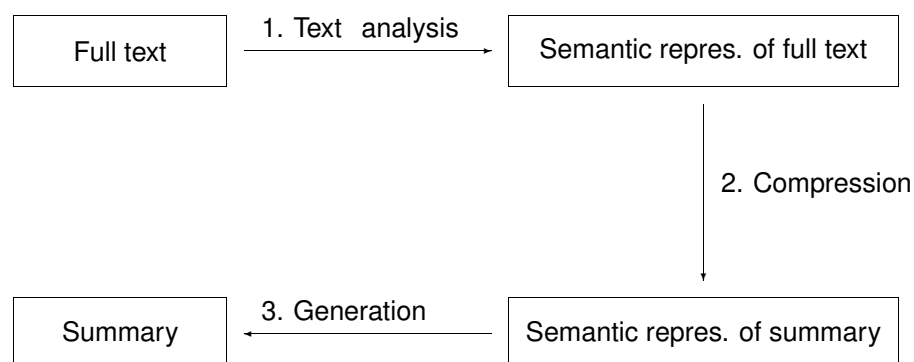 Full text
1. Text analysis
Semantic repres. of full text
2. Compression
Semantic repres. of summary
3. Generation
Summary